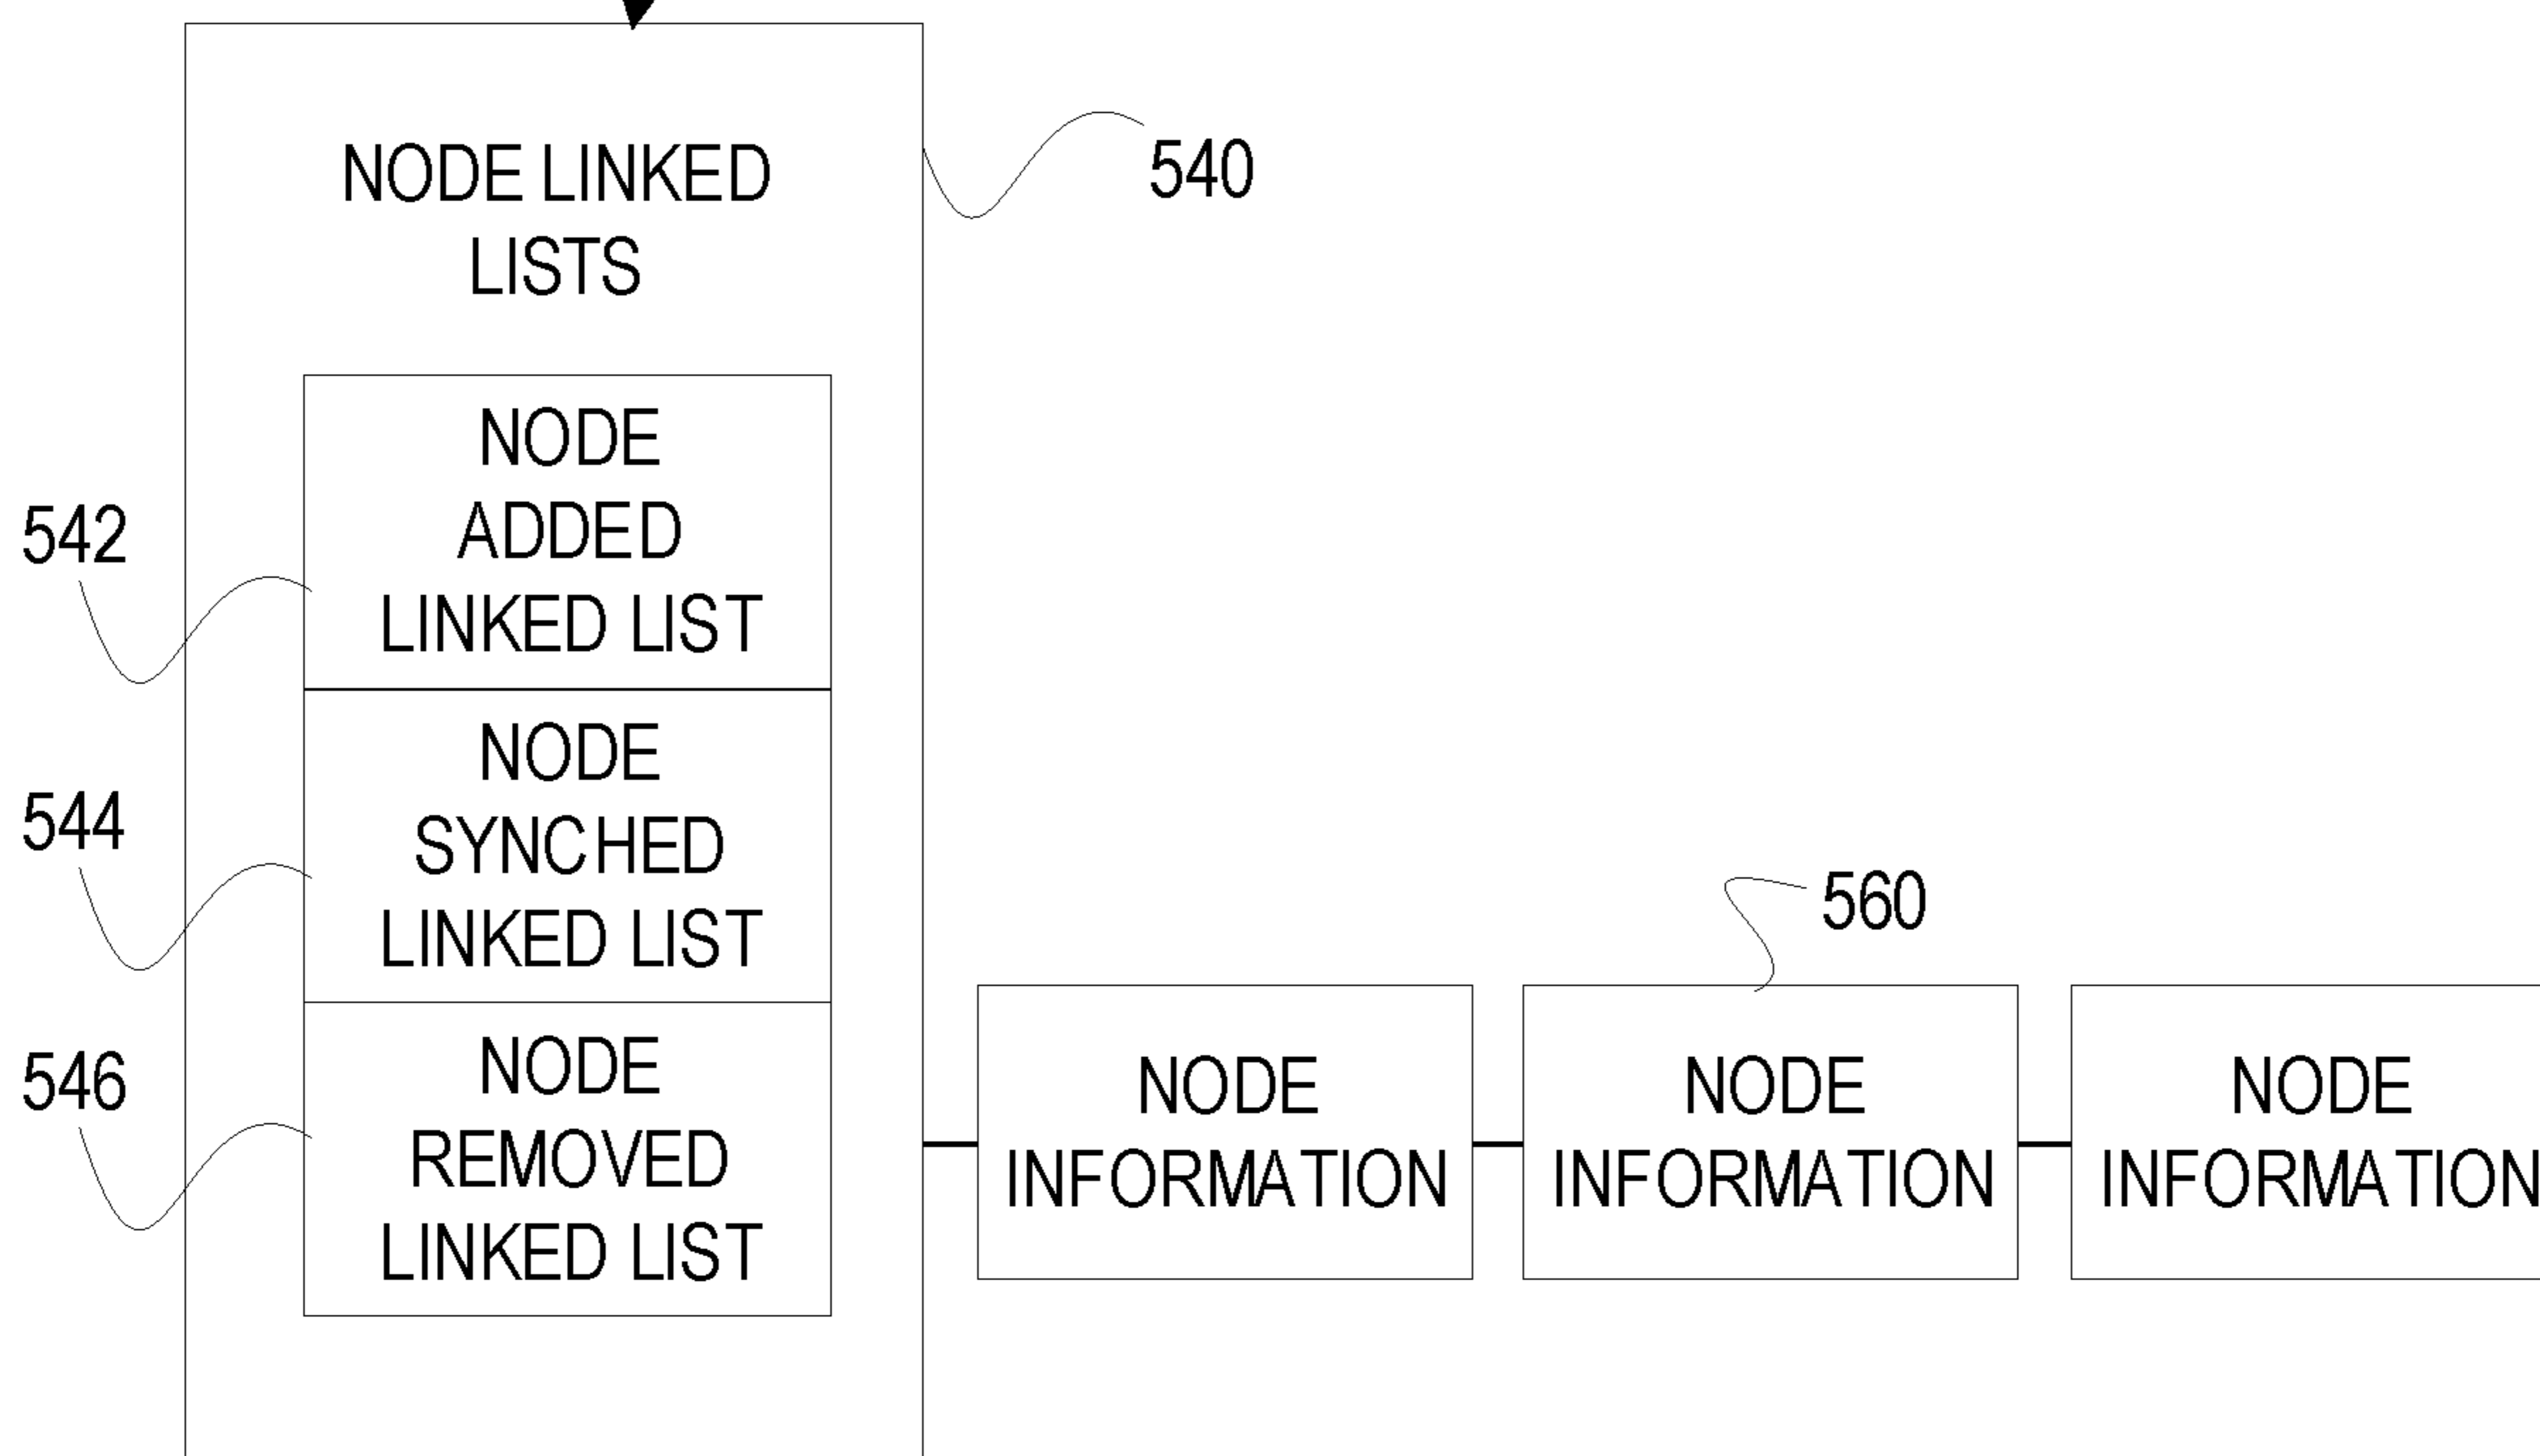 NODE LINKED
LISTS
540
NODE
ADDED
LINKED LIST
542
NODE
SYNCHED
LINKED LIST
544
NODE
REMOVED
LINKED LIST
546
560
NODE
INFORMATION
NODE
INFORMATION
NODE
INFORMATION